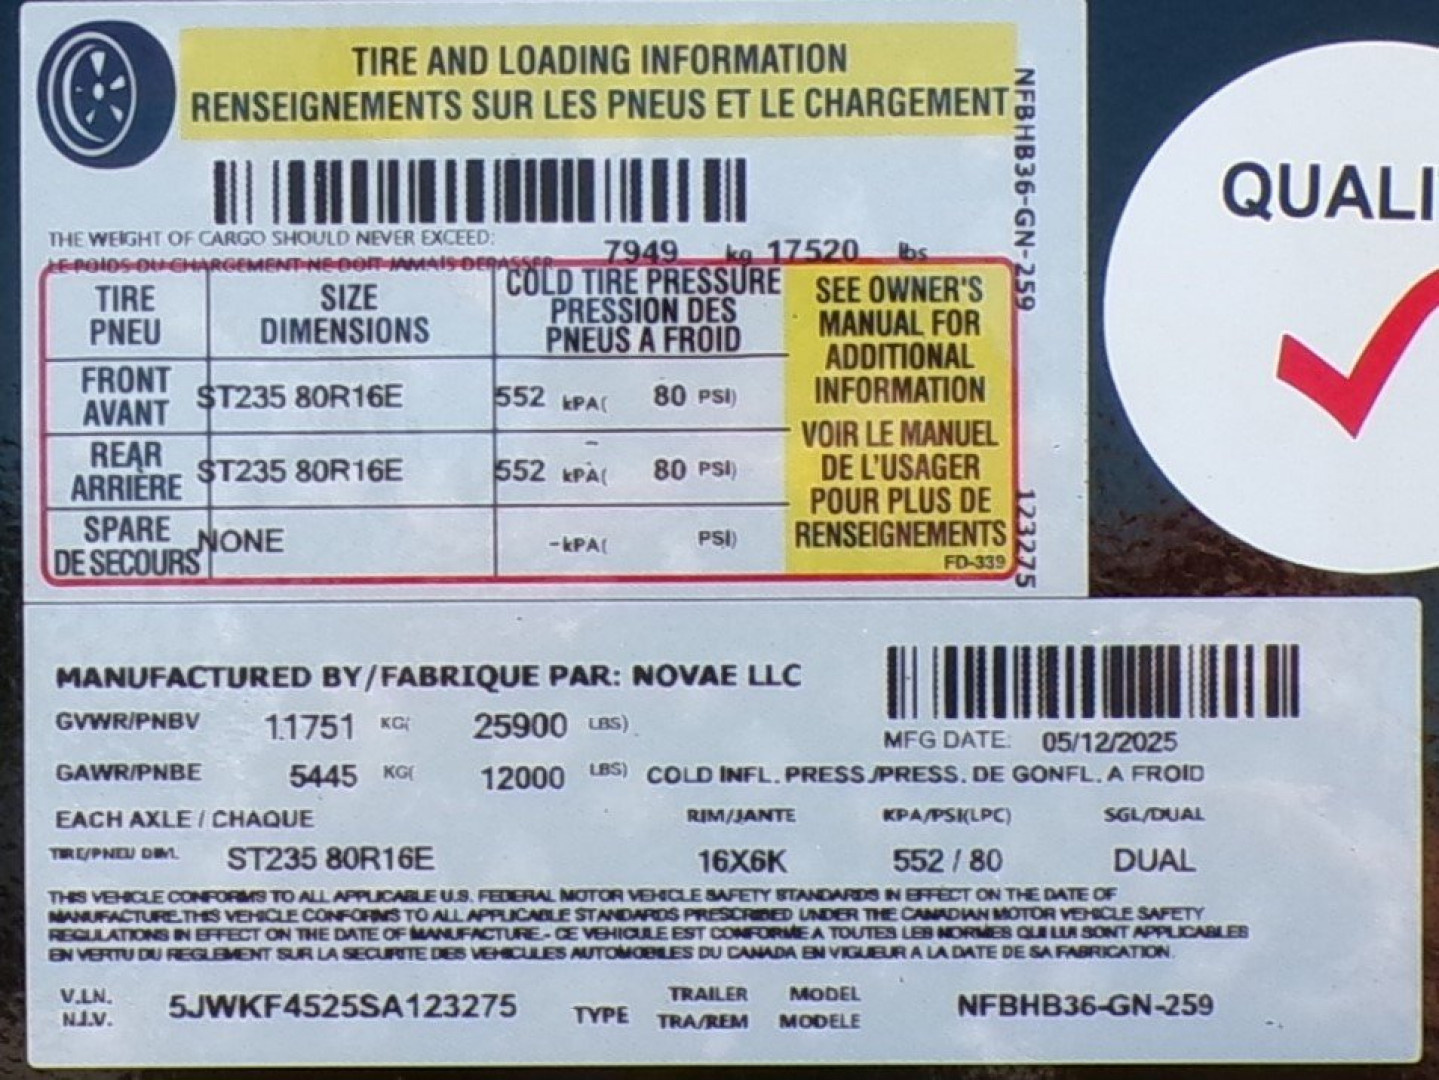 TIRE AND LOADING INFORMATION
RENSEIGNEMENTS SUR LES PNEUS ET LE CHARGEMENT
NFBHB36-GN-259
123275
THE WEIGHT OF CARGO SHOULD NEVER EXCEED:
LE POIDS DU CHARGEMENT NE DOIT JAMAIS DEPASSER
7949 kg 17520 lbs
TIRE PNEU
SIZE DIMENSIONS
COLD TIRE PRESSURE
PRESSION DES
PNEUS A FROID
FRONT AVANT ST235 80R16E 552 kPA( 80 PSI)
REAR ARRIÈRE ST235 80R16E 552 kPA( 80 PSI)
SPARE DE SECOURS NONE -kPA( PSI)
SEE OWNER'S
MANUAL FOR
ADDITIONAL
INFORMATION
VOIR LE MANUEL
DE L'USAGER
POUR PLUS DE
RENSEIGNEMENTS
FD-339
QUALI
MANUFACTURED BY/FABRIQUE PAR: NOVAE LLC
GVWR/PNBV 11751 KG( 25900 LBS)
MFG DATE: 05/12/2025
GAWR/PNBE 5445 KG( 12000 LBS) COLD INFL. PRESS./PRESS. DE GONFL. A FROID
EACH AXLE / CHAQUE RIM/JANTE KPA/PSI(LPC) SGL/DUAL
TIRE/PNEU DIM. ST235 80R16E 16X6K 552 / 80 DUAL
THIS VEHICLE CONFORMS TO ALL APPLICABLE U.S. FEDERAL MOTOR VEHICLE SAFETY STANDARDS IN EFFECT ON THE DATE OF
MANUFACTURE.THIS VEHICLE CONFORMS TO ALL APPLICABLE STANDARDS PRESCRIBED UNDER THE CANADIAN MOTOR VEHICLE SAFETY
REGULATIONS IN EFFECT ON THE DATE OF MANUFACTURE.- CE VEHICULE EST CONFORME A TOUTES LES NORMES QUI LUI SONT APPLICABLES
EN VERTU DU REGLEMENT SUR LA SECURITE DES VEHICULES AUTOMOBILES DU CANADA EN VIGUEUR A LA DATE DE SA FABRICATION.
V.I.N. N.I.V. 5JWKF4525SA123275 TYPE TRAILER TRA/REM MODEL MODELE NFBHB36-GN-259